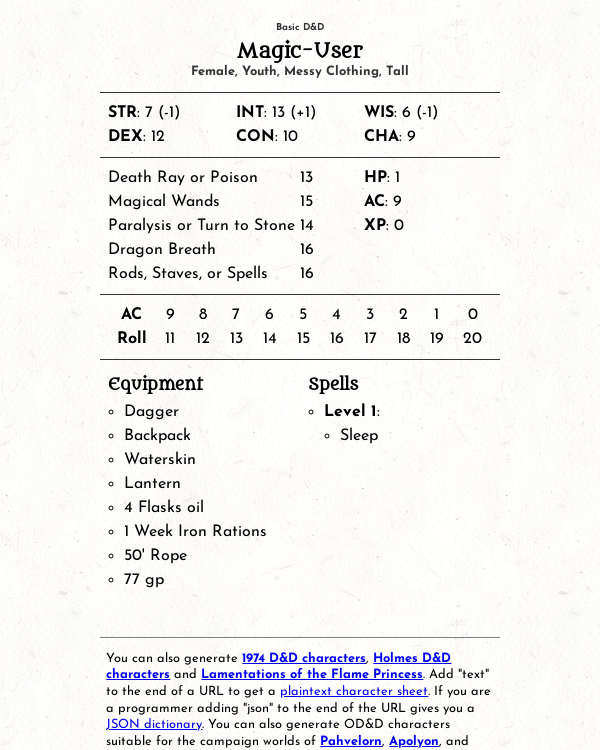 Basic D&D
Magic-User
Female, Youth, Messy Clothing, Tall
STR: 7 (-1) INT: 13 (+1) WIS: 6 (-1)
DEX: 12 CON: 10 CHA: 9
Death Ray or Poison 13 HP: 1
Magical Wands 15 AC: 9
Paralysis or Turn to Stone 14 XP: 0
Dragon Breath 16
Rods, Staves, or Spells 16
AC 9 8 7 6 5 4 3 2 1 0
Roll 11 12 13 14 15 16 17 18 19 20
Equipment
Dagger
Backpack
Waterskin
Lantern
4 Flasks oil
1 Week Iron Rations
50' Rope
77 gp
Spells
Level 1:
Sleep
You can also generate 1974 D&D characters, Holmes D&D
characters and Lamentations of the Flame Princess. Add "text"
to the end of a URL to get a plaintext character sheet. If you are
a programmer adding "json" to the end of the URL gives you a
JSON dictionary. You can also generate OD&D characters
suitable for the campaign worlds of Pahvelorn, Apolyon, and